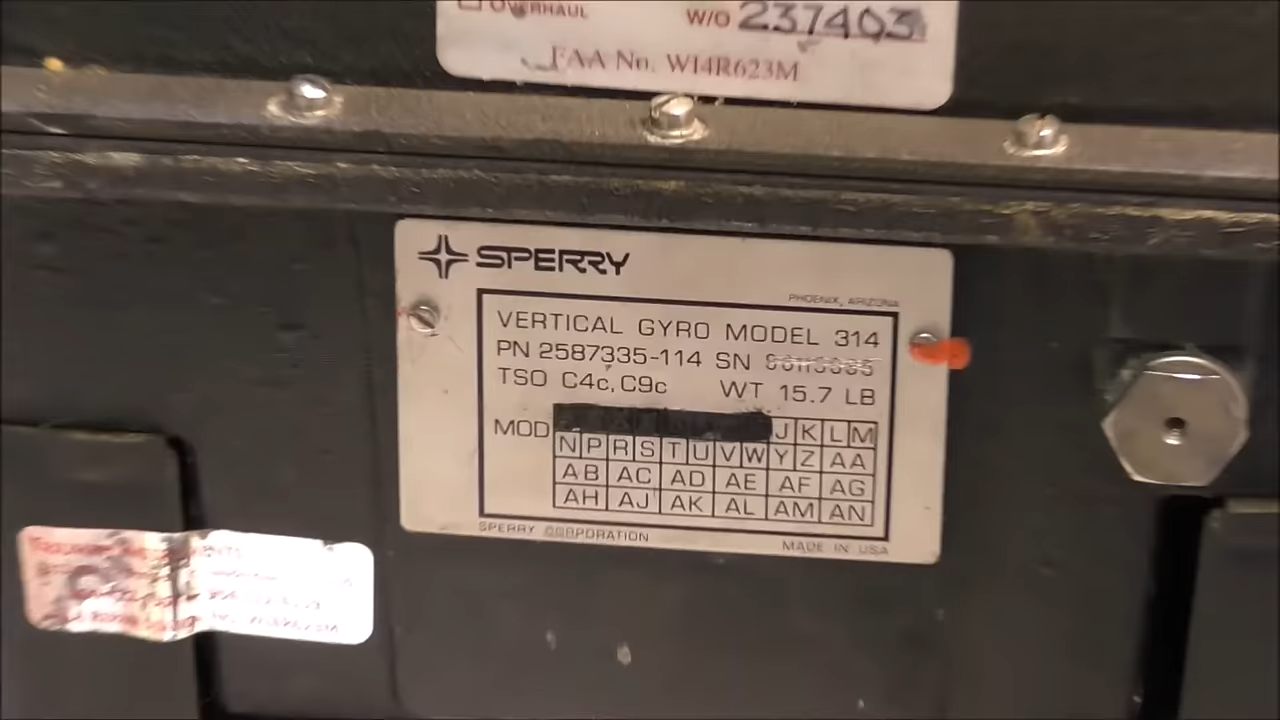 OVERHAUL W/O 237403
FAA No. WI4R623M
SPERRY
PHOENIX, ARIZONA
VERTICAL GYRO MODEL 314
PN 2587335-114 SN
TSO C4c, C9c WT 15.7 LB
MOD J K L M
N P R S T U V W Y Z AA
AB AC AD AE AF AG
AH AJ AK AL AM AN
SPERRY CORPORATION
MADE IN USA